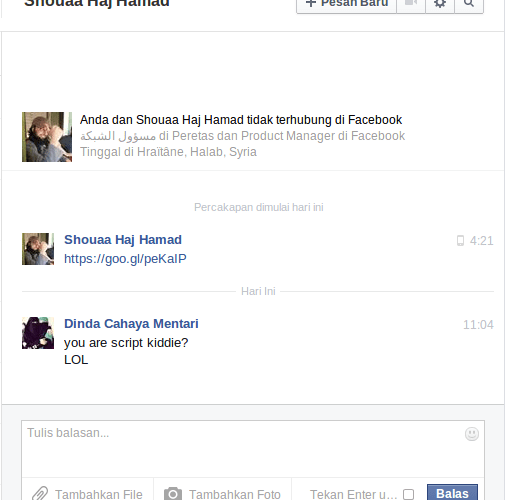 Shouaa Haj Hamad
Pesan Baru
Anda dan Shouaa Haj Hamad tidak terhubung di Facebook
مسؤول الشبكة di Peretas dan Product Manager di Facebook
Tinggal di Hraïtâne, Halab, Syria
Percakapan dimulai hari ini
Shouaa Haj Hamad
4:21
https://goo.gl/peKaIP
Hari Ini
Dinda Cahaya Mentari
11:04
you are script kiddie?
LOL
Tulis balasan...
Tambahkan File
Tambahkan Foto
Tekan Enter u...
Balas